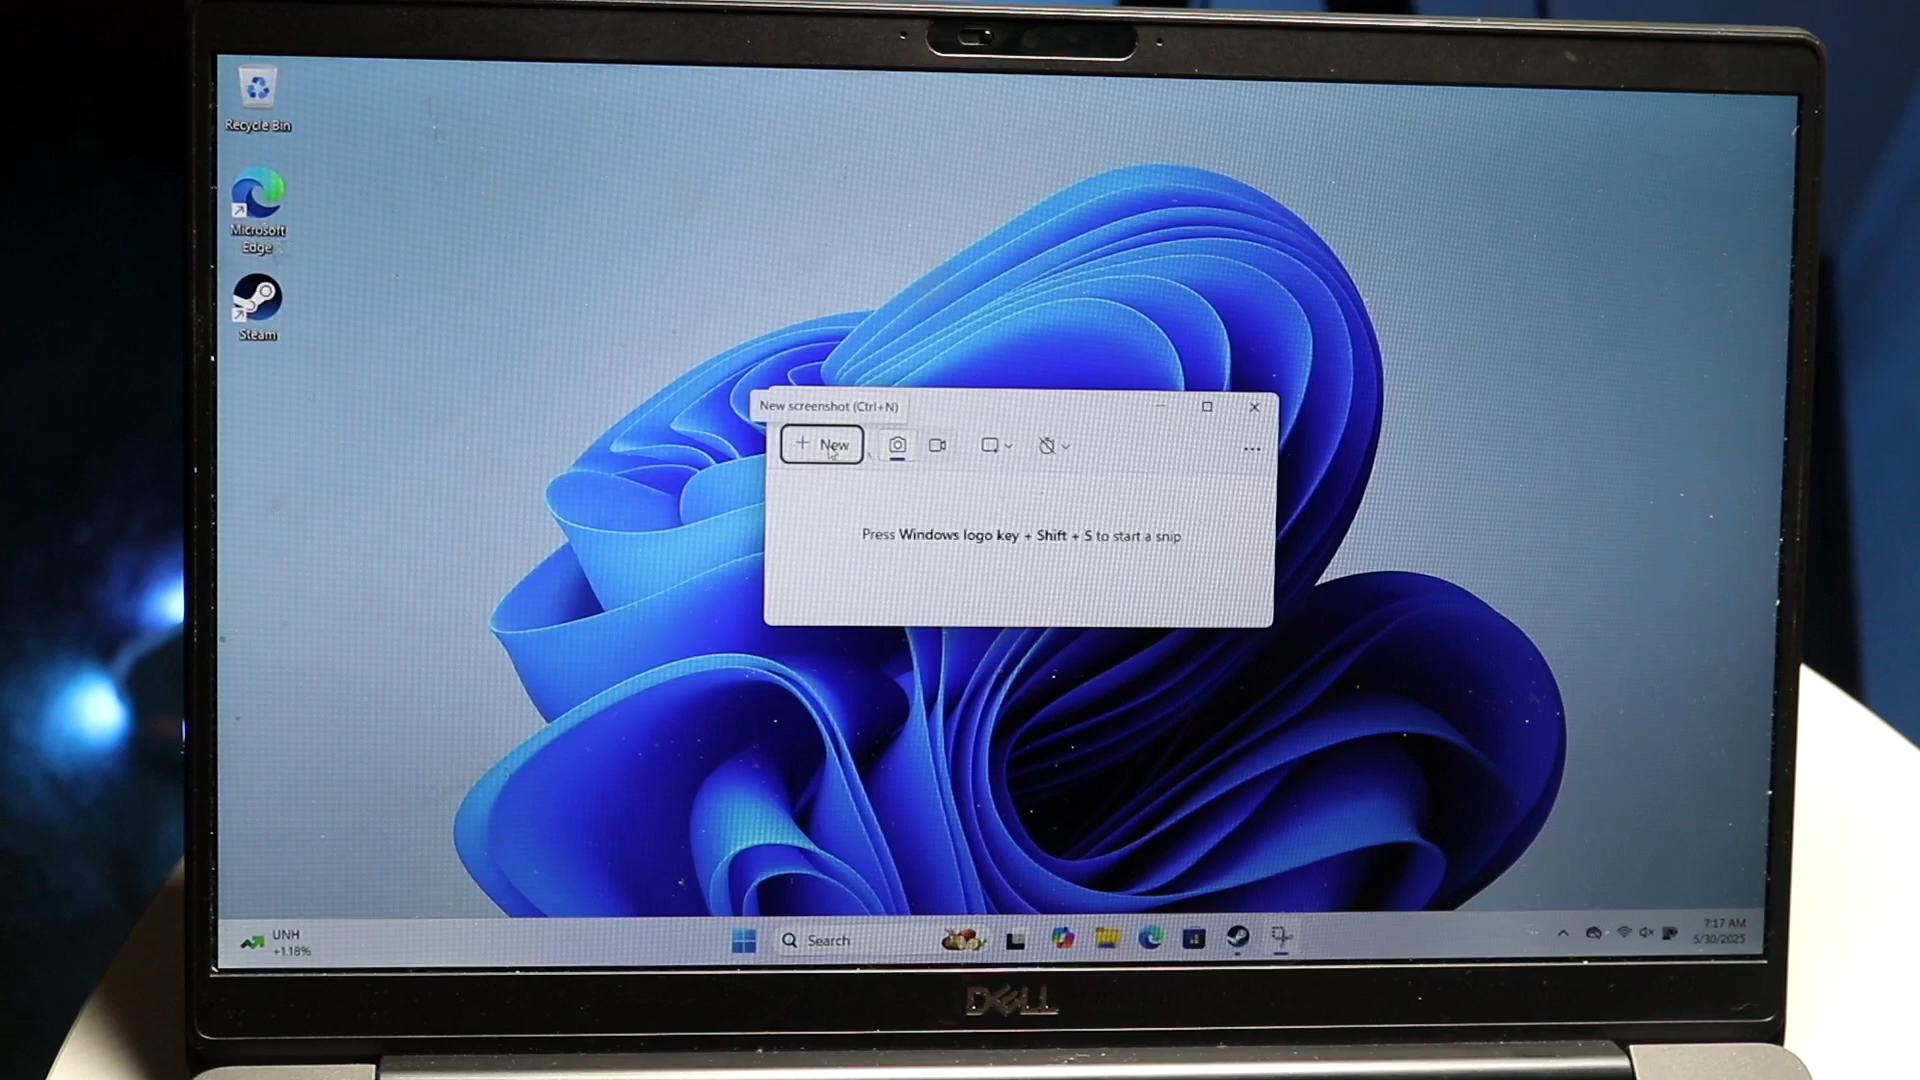 Recycle Bin
Microsoft
Edge
Steam
New screenshot (Ctrl+N)
New
Press Windows logo key + Shift + S to start a snip
UNH
+1.18%
Search
7:17 AM
5/30/2025
DELL